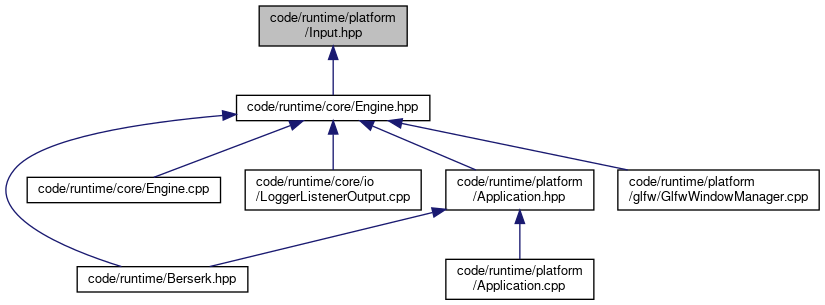 code/runtime/platform
/Input.hpp
code/runtime/core/Engine.hpp
code/runtime/core/Engine.cpp
code/runtime/core/io
/LoggerListenerOutput.cpp
code/runtime/platform
/Application.hpp
code/runtime/platform
/glfw/GlfwWindowManager.cpp
code/runtime/Berserk.hpp
code/runtime/platform
/Application.cpp